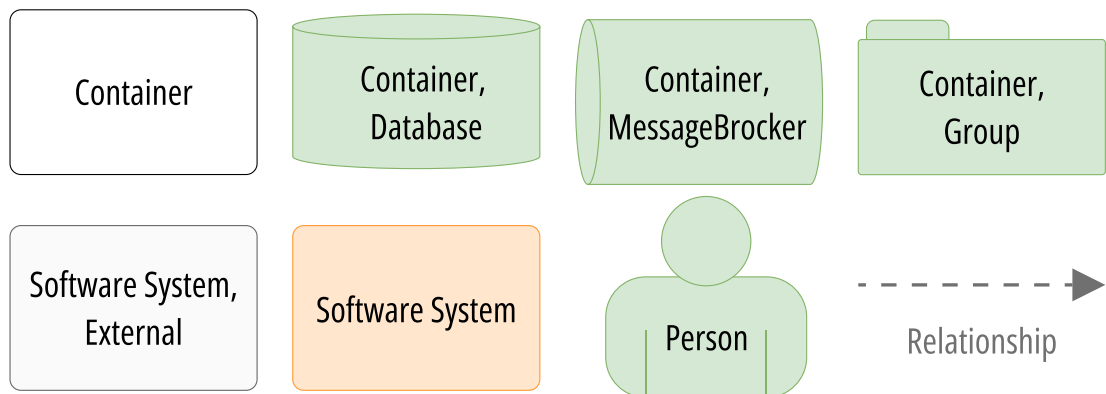 Container
Container,
Database
Container,
MessageBrocker
Container,
Group
Software System,
External
Software System
Person
Relationship